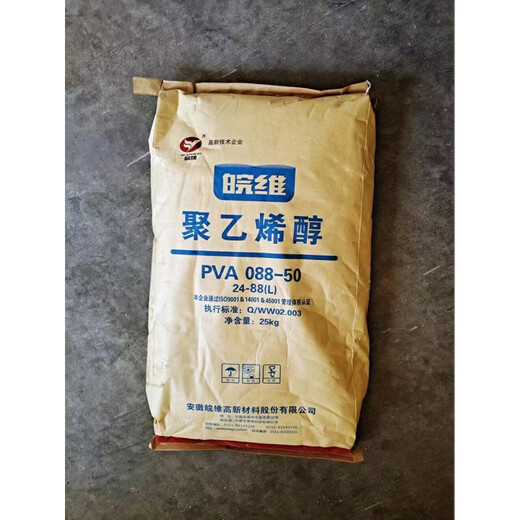 ® 高新技术企业
皖维
皖维
聚乙烯醇
PVA 088-50
24-88(L)
本企业通过ISO9001&14001&45001管理体系认证
执行标准：Q/WW02.003
净含量：25kg
安徽皖维高新材料股份有限公司